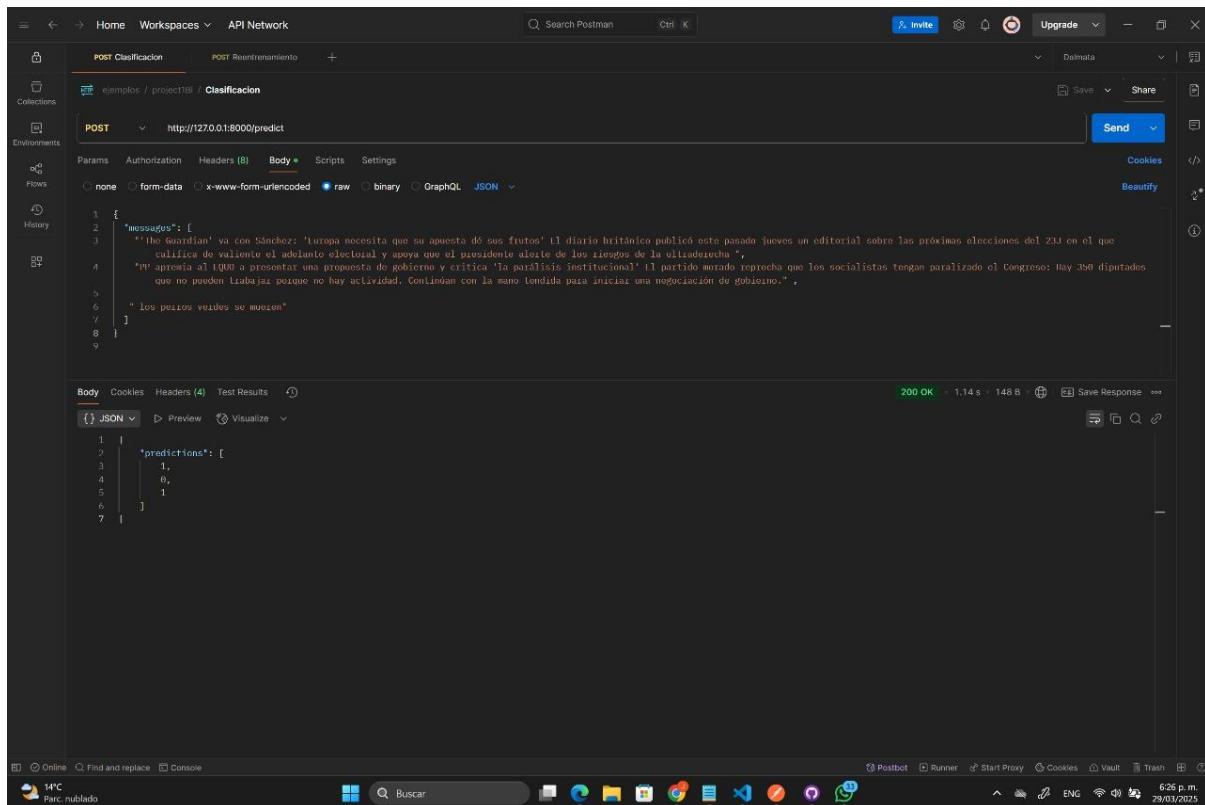 Home Workspaces API Network Search Postman Ctrl K Invite Upgrade
POST Clasificacion POST Reentrenamiento + Dalmata
Collections
HTTP ejemplos / project1BI / Clasificacion Save Share
Environments
POST http://127.0.0.1:8000/predict Send
Flows
Params Authorization Headers (8) Body Scripts Settings Cookies
History
none form-data x-www-form-urlencoded raw binary GraphQL JSON Beautify
1 {
2 "messages": [
3 "'The Guardian' va con Sánchez: 'Europa necesita que su apuesta dé sus frutos' El diario británico publicó este pasado jueves un editorial sobre las próximas elecciones del 23J en el que
califica de valiente el adelanto electoral y apoya que el presidente alerte de los riesgos de la ultraderecha ",
4 "PP apremia al EQUO a presentar una propuesta de gobierno y critica 'la parálisis institucional' El partido morado reprocha que los socialistas tengan paralizado el Congreso: Hay 350 diputados
que no pueden trabajar porque no hay actividad. Continúan con la mano tendida para iniciar una negociación de gobierno." ,
5
6 " los perros verdes se mueren"
7 ]
8 }
9
Body Cookies Headers (4) Test Results 200 OK 1.14 s 148 B Save Response
{} JSON Preview Visualize
1 {
2 "predictions": [
3 1,
4 0,
5 1
6 ]
7 }
Online Find and replace Console Postbot Runner Start Proxy Cookies Vault Trash
14°C
Parc. nublado
Buscar
33
ENG
6:26 p. m.
29/03/2025